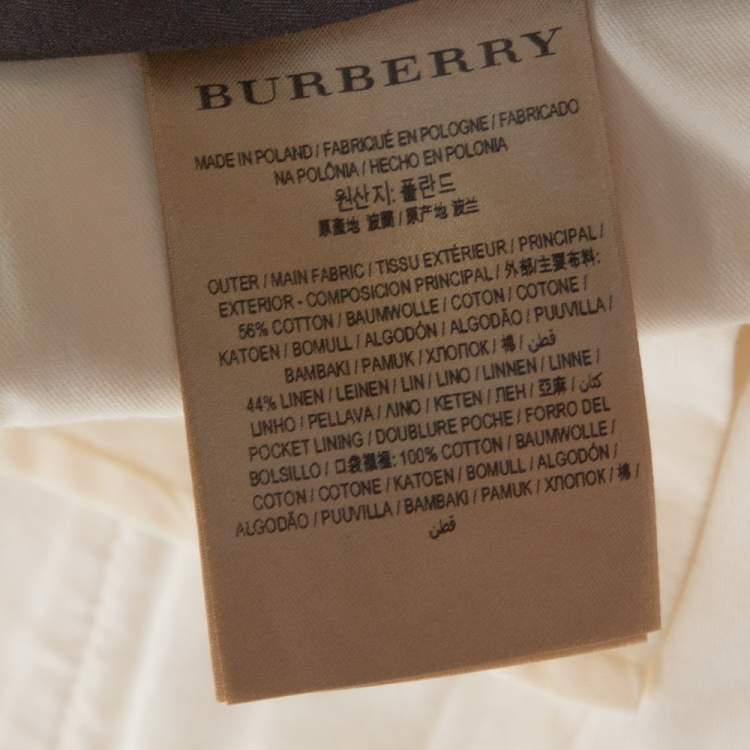 BURBERRY
MADE IN POLAND / FABRIQUÉ EN POLOGNE / FABRICADO
NA POLÔNIA / HECHO EN POLONIA
원산지: 폴란드
原產地 波蘭 / 原产地 波兰
OUTER / MAIN FABRIC / TISSU EXTÉRIEUR / PRINCIPAL /
EXTERIOR - COMPOSICION PRINCIPAL / 外部/主要布料:
56% COTTON / BAUMWOLLE / COTON / COTONE /
KATOEN / BOMULL / ALGODÓN / ALGODÃO / PUUVILLA /
BAMBAKI / PAMUK / ХЛОПОК / 棉 / قطن
44% LINEN / LEINEN / LIN / LINO / LINNEN / LINNE /
LINHO / PELLAVA / ΛΙΝΟ / KETEN / ЛЕН / 亞麻 / كتان
POCKET LINING / DOUBLURE POCHE / FORRO DEL
BOLSILLO / 口袋襯裡: 100% COTTON / BAUMWOLLE /
COTON / COTONE / KATOEN / BOMULL / ALGODÓN /
ALGODÃO / PUUVILLA / BAMBAKI / PAMUK / ХЛОПОК / 棉 /
قطن